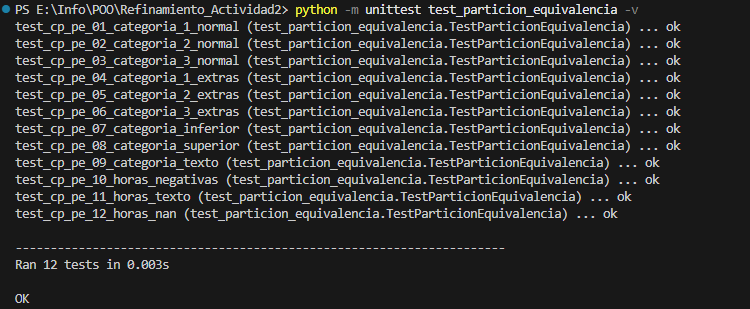 PS E:\Info\POO\Refinamiento_Actividad2> python -m unittest test_particion_equivalencia -v
test_cp_pe_01_categoria_1_normal (test_particion_equivalencia.TestParticionEquivalencia) ... ok
test_cp_pe_02_categoria_2_normal (test_particion_equivalencia.TestParticionEquivalencia) ... ok
test_cp_pe_03_categoria_3_normal (test_particion_equivalencia.TestParticionEquivalencia) ... ok
test_cp_pe_04_categoria_1_extras (test_particion_equivalencia.TestParticionEquivalencia) ... ok
test_cp_pe_05_categoria_2_extras (test_particion_equivalencia.TestParticionEquivalencia) ... ok
test_cp_pe_06_categoria_3_extras (test_particion_equivalencia.TestParticionEquivalencia) ... ok
test_cp_pe_07_categoria_inferior (test_particion_equivalencia.TestParticionEquivalencia) ... ok
test_cp_pe_08_categoria_superior (test_particion_equivalencia.TestParticionEquivalencia) ... ok
test_cp_pe_09_categoria_texto (test_particion_equivalencia.TestParticionEquivalencia) ... ok
test_cp_pe_10_horas_negativas (test_particion_equivalencia.TestParticionEquivalencia) ... ok
test_cp_pe_11_horas_texto (test_particion_equivalencia.TestParticionEquivalencia) ... ok
test_cp_pe_12_horas_nan (test_particion_equivalencia.TestParticionEquivalencia) ... ok
----------------------------------------------------------------------
Ran 12 tests in 0.003s
OK